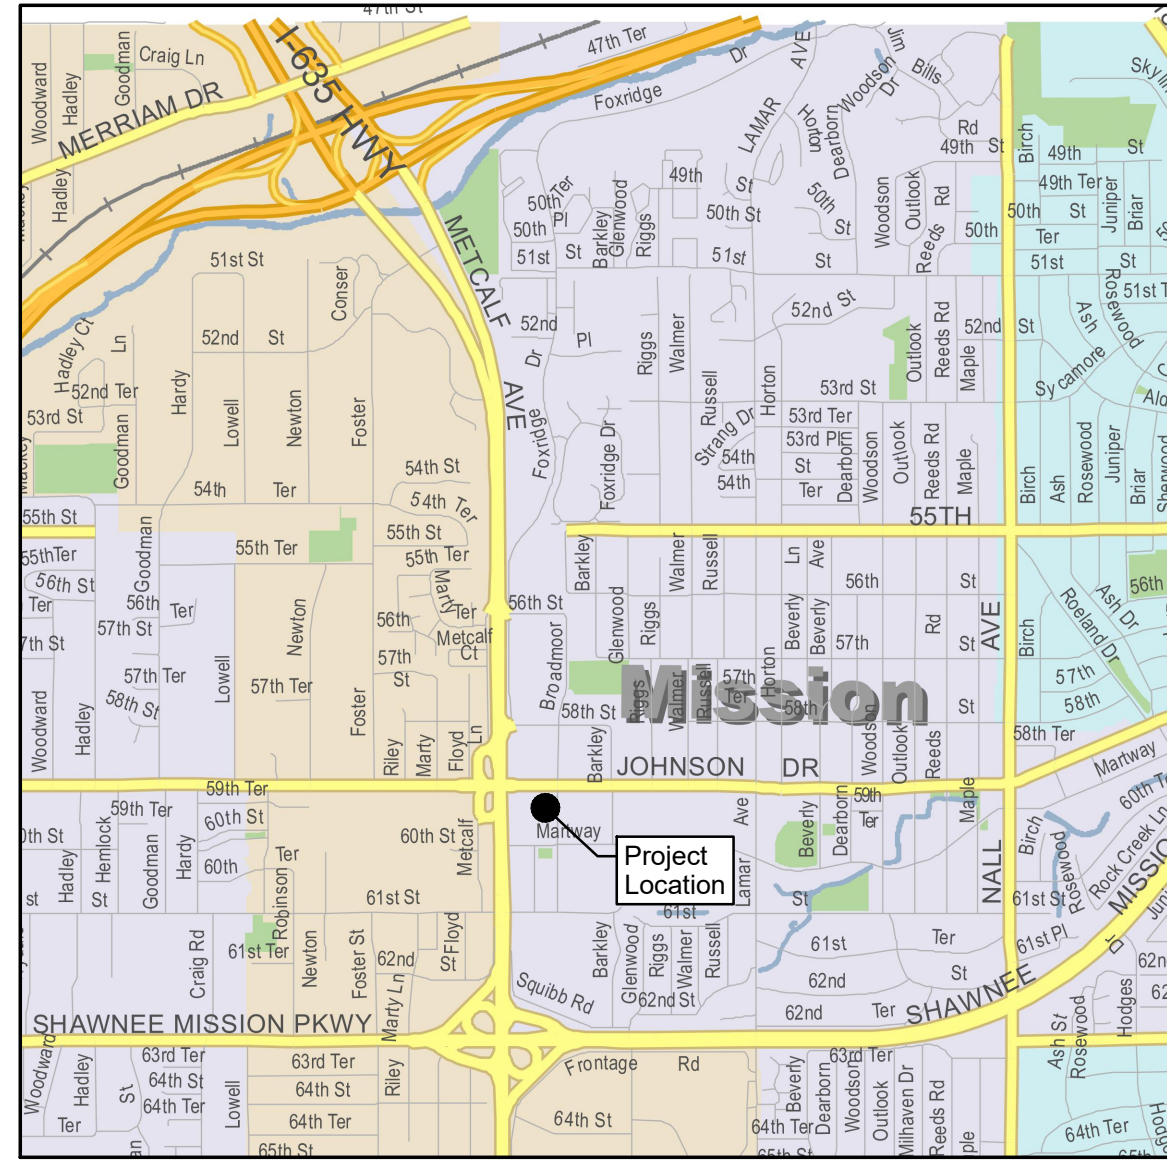 47th St
I-635 HWY
47th Ter
Dr
AVE
Jim
Bills
Woodson
Dr
Goodman
Craig Ln
Woodward
Hadley
MERRIAM DR
Foxridge
LAMAR
Horton
Dearborn
Rd
49th St
Birch
49th
St
Hadley
METCALF
AVE
50th Ter
50th
Pl
Barkley
Glenwood
Riggs
49th
St
50th St
50th
St
Woodson
Outlook
Reeds
Rd
50th
49th Ter
50th
St
Ter
Juniper
Briar
51st St
51st
St
51st
St
51st
St
Conser
52nd
St
52nd
Pl
Dr
Foxridge
52nd St
52nd
St
Ash
Rosewood
51st T
Hadley Ct
Ln
52nd Ter
53rd St
Hardy
Lowell
Newton
Foster
Goodman
Riggs
Walmer
Russell
Horton
Outlook
Reeds Rd
Maple
53rd St
Sycamore
Strang Dr
53rd Ter
53rd Pl
54th
St
54th
Ter
Foxridge Dr
Dearborn
Woodson
Outlook
Reeds Rd
Maple
Birch
Ash
Rosewood
Juniper
Briar
Sherwood
54th St
54th
Ter
54th Ter
55TH
55th St
55th St
55th Ter
55th Ter
55th Ter
Goodman
56th St
Ter
56th
Ter
57th St
56th
Marty
Ter
Metcalf
Ct
57th
St
56th St
Barkley
Glenwood
Riggs
Walmer
Russell
Ln
Ave
Beverly
Beverly
56th
St
57th
Rd
St
AVE
Birch
Roeland Dr
Ash Dr
56th
57th
58th
Newton
Lowell
57th Ter
57th Ter
58th St
Woodward
Hadley
Foster
Riley
Marty
Floyd
Ln
Broadmoor
58th St
Barkley
Mission
Riggs
Walmer
Russell
57th
Ter
Horton
58th
St
Woodson
Outlook
Reeds
Maple
58th Ter
Martway
JOHNSON DR
59th Ter
59th Ter
60th St
60th St
Hadley
Hemlock
St
Goodman
Hardy
60th
Ter
Robinson
61st St
Metcalf
Martway
Project
Location
Ave
Lamar
Beverly
Dearborn
59th
Ter
St
NALL
Birch
Rosewood
60th T
Rock Creek Ln
61st St
61st Pl
Dr
MISSIO
61st
61st Ter
Craig Rd
Newton
Foster St
62nd
Marty Ln
St
Floyd
Barkley
Glenwood
Riggs
Walmer
Russell
62nd St
Squibb Rd
61st
Ter
62nd
St
62nd
Ter
SHAWNEE
SHAWNEE MISSION PKWY
Ash St
Rosewood
Hodges
Woodward
Hadley
St
63rd Ter
64th St
64th Ter
Ter
Lowell
63rd Ter
64th St
64th Ter
65th St
Riley
Frontage
Rd
64th St
64th Ter
65th St
Beverly
Dearborn
63rd Ter
Woodson
Outlook
Milhaven Dr
Reeds Rd
64th Ter